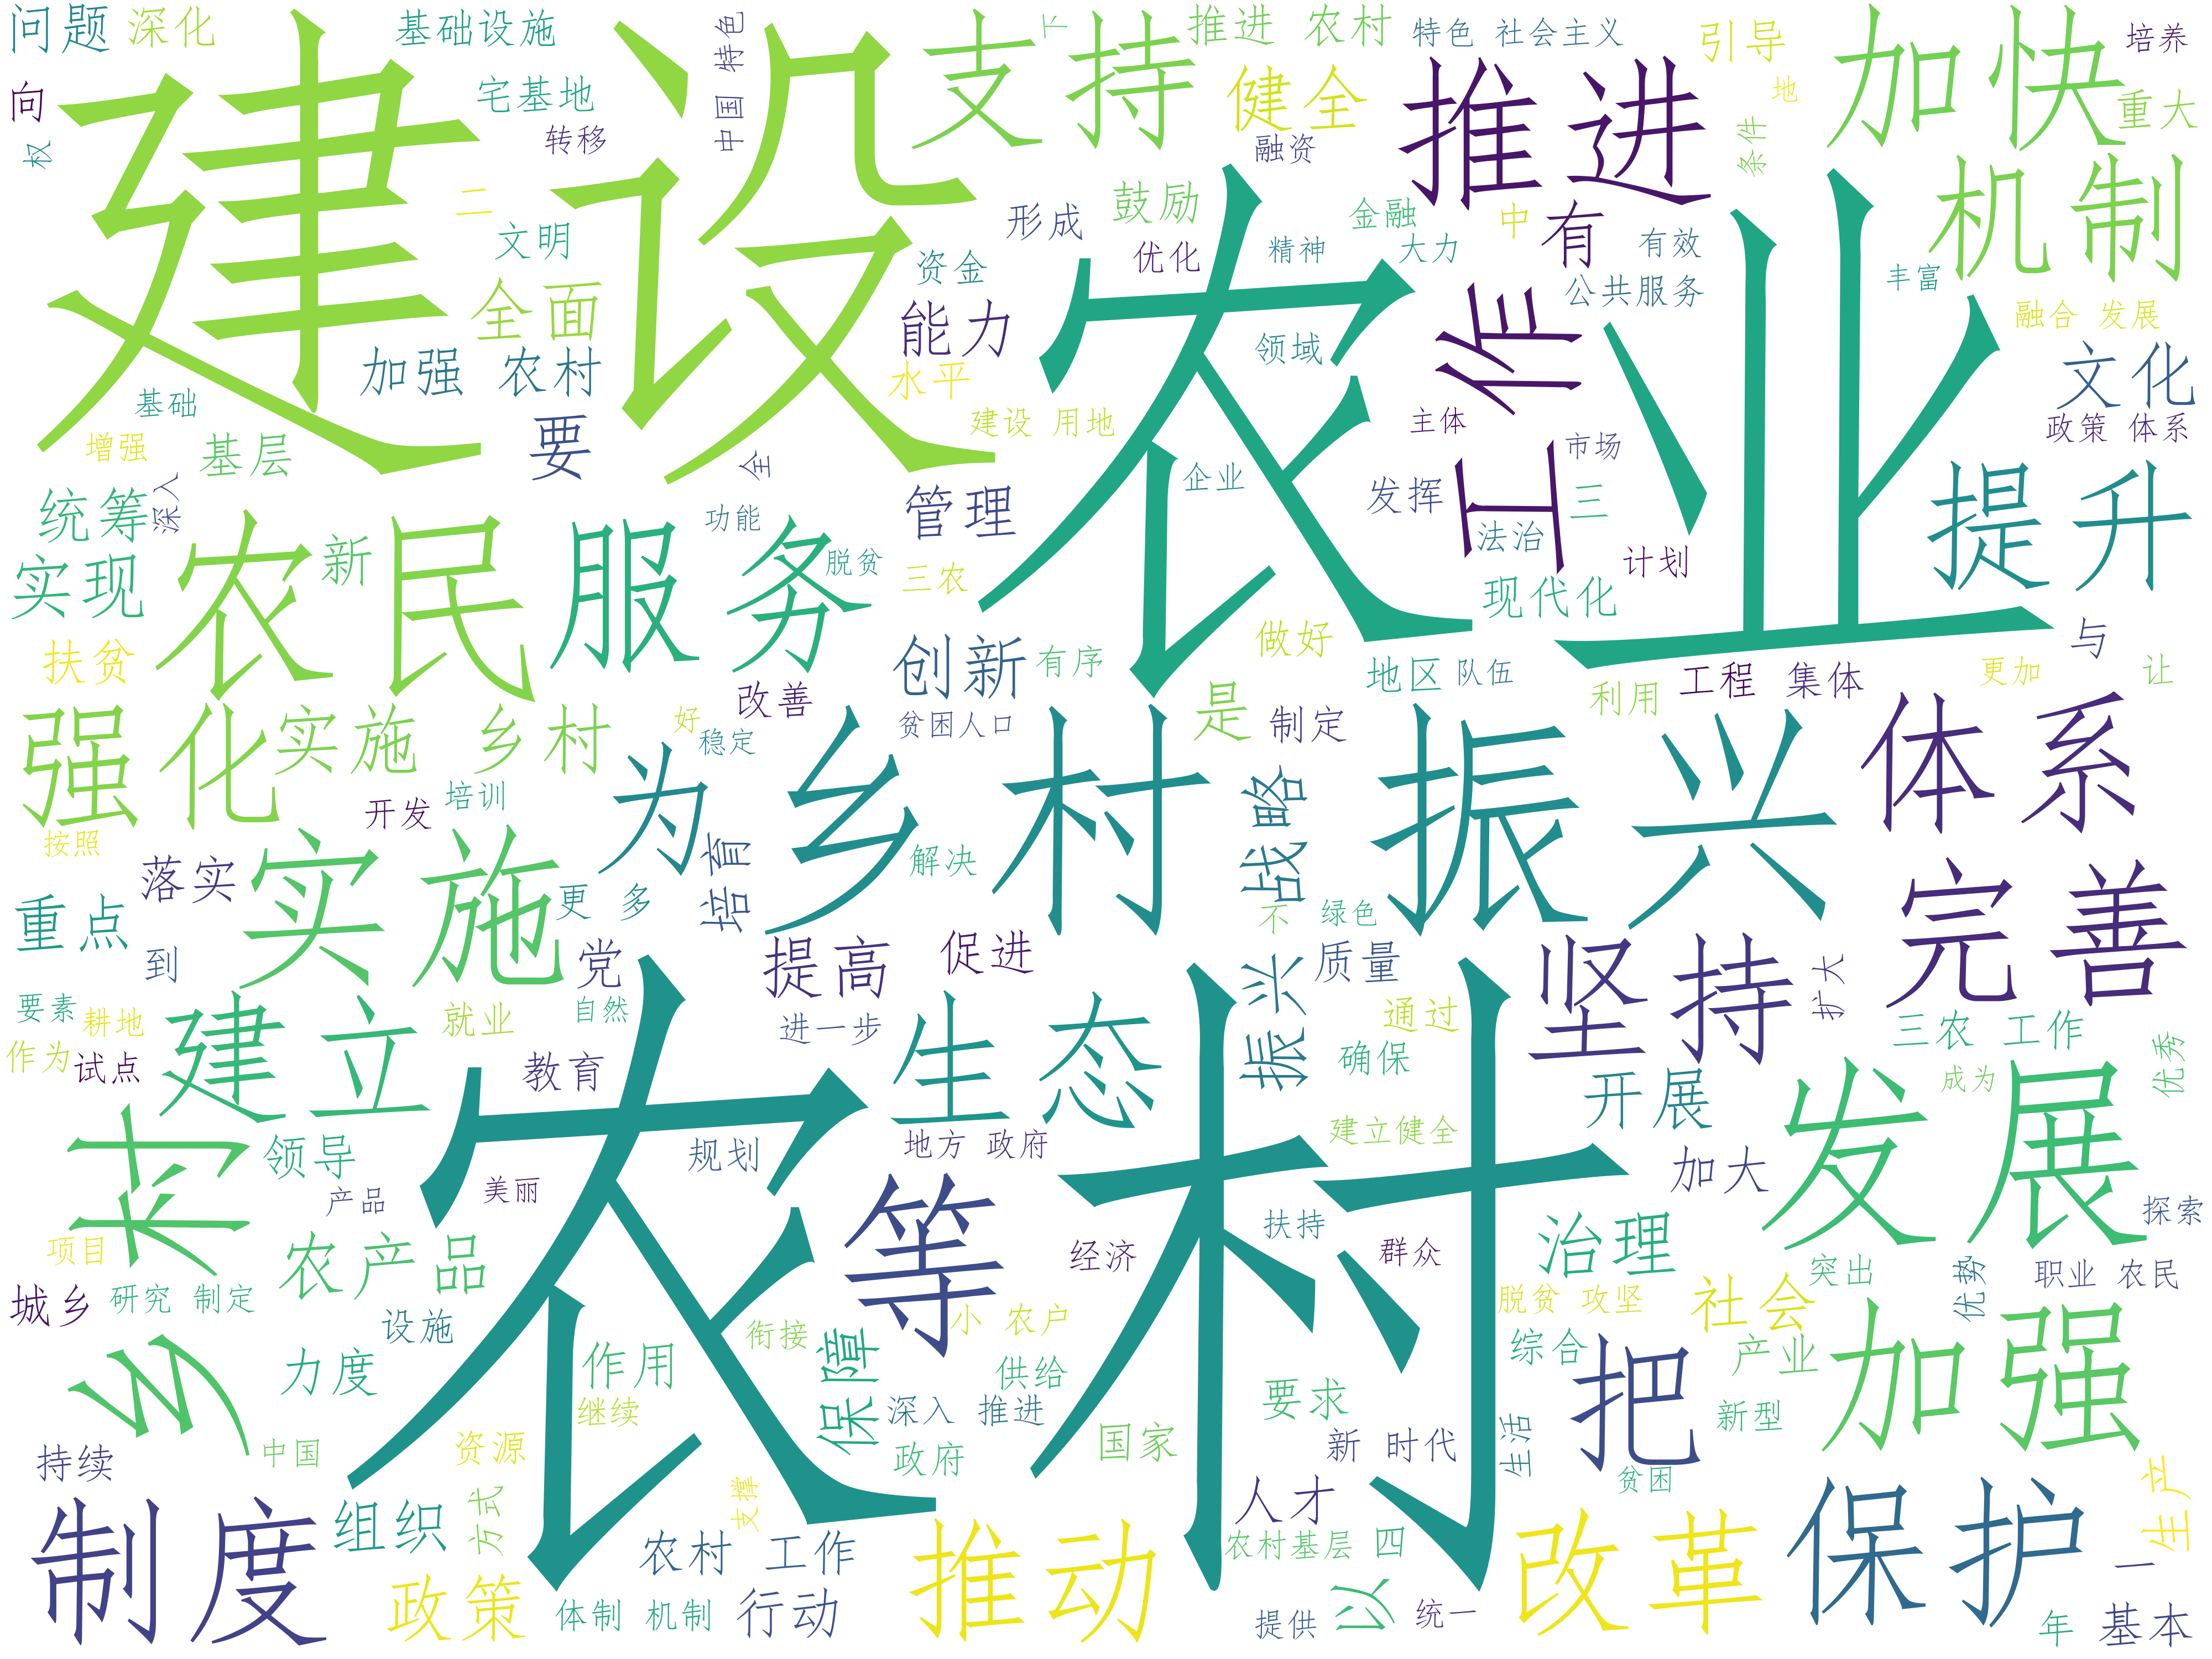 问题
深化
基础设施
中国 特色
下
推进 农村
特色 社会主义
引导
培养
建设
支持
健全
推进
加快
向
宅基地
转移
融资
地
条件
重大
权
二
文明
形成
鼓励
优化
精神
金融
大力
中
有
有效
机制
全面
资金
能力
公共服务
丰富
融合 发展
农业
工作
加强 农村
水平
领域
文化
基础
建设 用地
主体
政策 体系
增强
基层
要
全
企业
市场
深入
统筹
管理
发挥
三
提升
农民
新
服务
功能
法治
实现
脱贫
三农
计划
现代化
扶贫
创新
有序
做好
地区
队伍
与
工程
集体
更加
让
利用
改善
强化
实施 乡村
好
稳定
贫困人口
是
制定
体系
为
乡村
振兴
战略
开发
培训
按照
落实
实施
培育
解决
更 多
不
绿色
完善
重点
到
党
提高
促进
质量
坚持
扩大
要素
耕地
就业
自然
进一步
振兴
通过
三农 工作
作为
试点
建立
教育
生态
确保
开展
成为
优秀
农村
乡村
领导
规划
地方 政府
建立健全
加大
发展
产品
美丽
等
扶持
治理
探索
项目
农产品
经济
群众
突出
城乡
研究 制定
设施
衔接
小 农户
脱贫 攻坚
社会
优势
职业 农民
力度
作用
保障
供给
综合
产业
加强
继续
深入 推进
要求
把
新型
持续
中国
资源
政府
国家
新 时代
生活
贫困
制度
组织
方式
支撑
人才
生产
农村 工作
推动
农村基层
四
改革
保护
一
政策
体制 机制
行动
提供
以
统一
年
基本